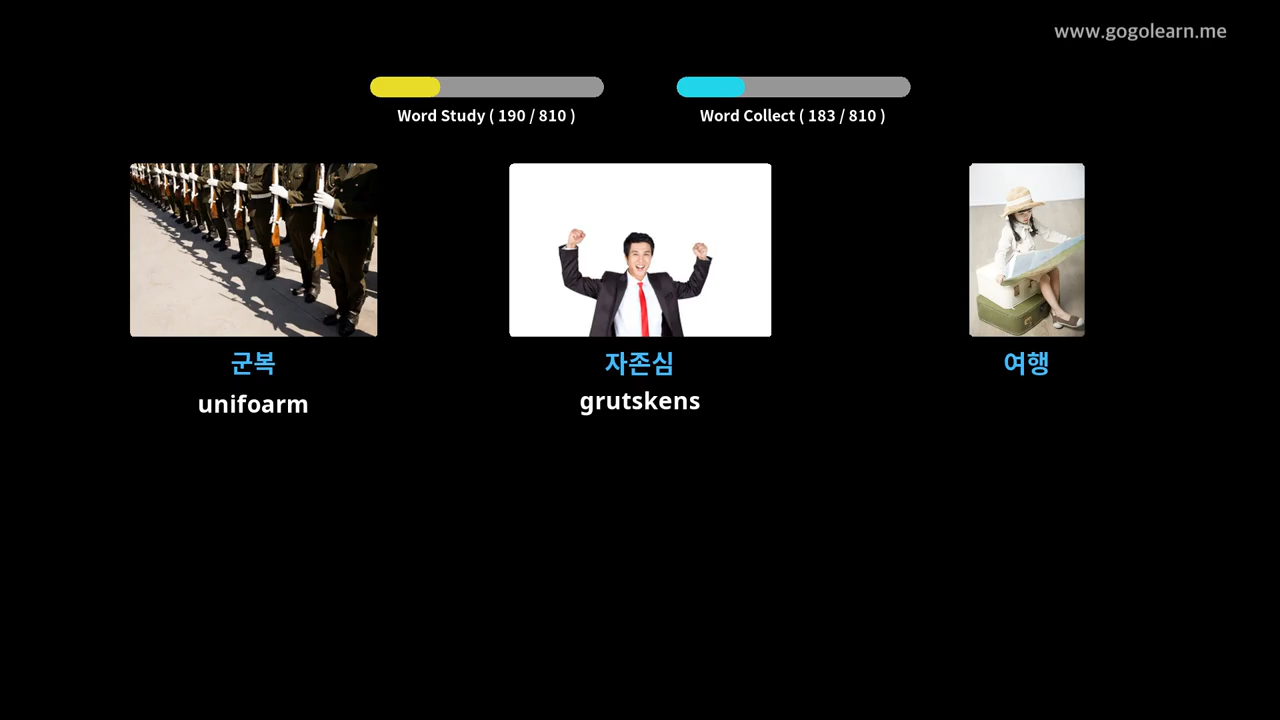 www.gogolearn.me
Word Study ( 190 / 810 )
Word Collect ( 183 / 810 )
군복
자존심
여행
unifoarm
grutskens